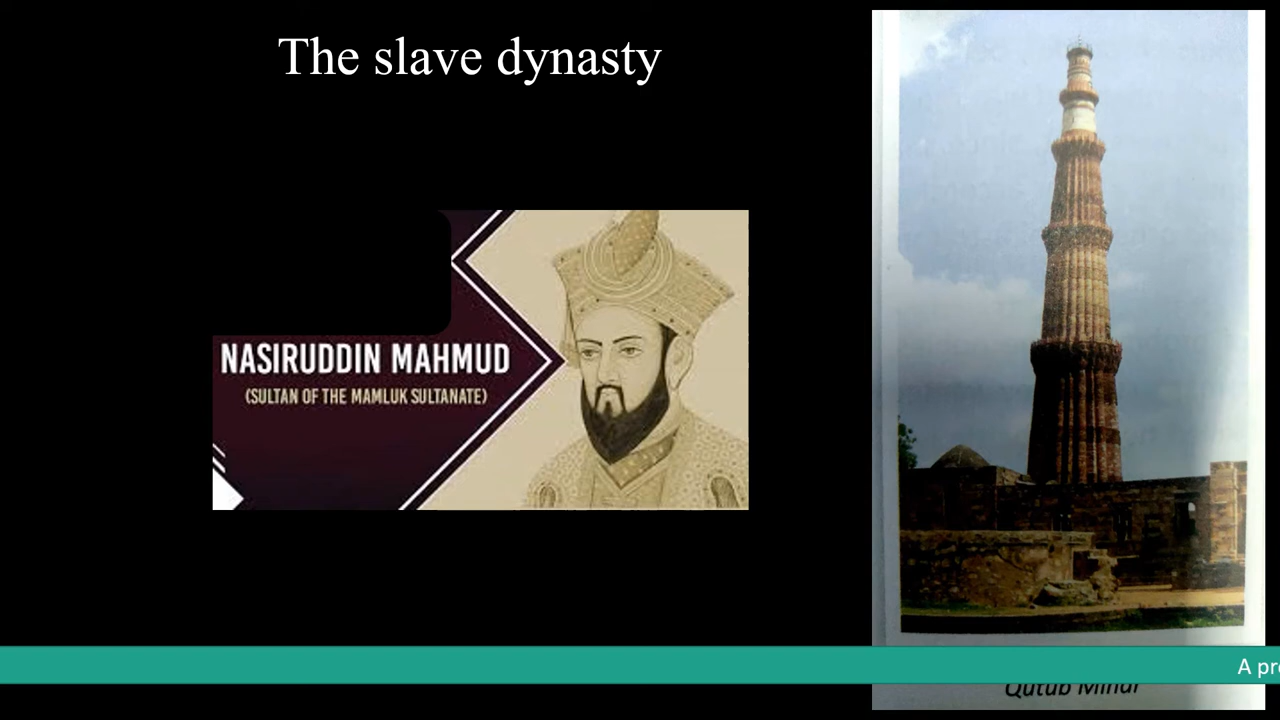 The slave dynasty
NASIRUDDIN MAHMUD
(SULTAN OF THE MAMLUK SULTANATE)
A
Qutub Minar